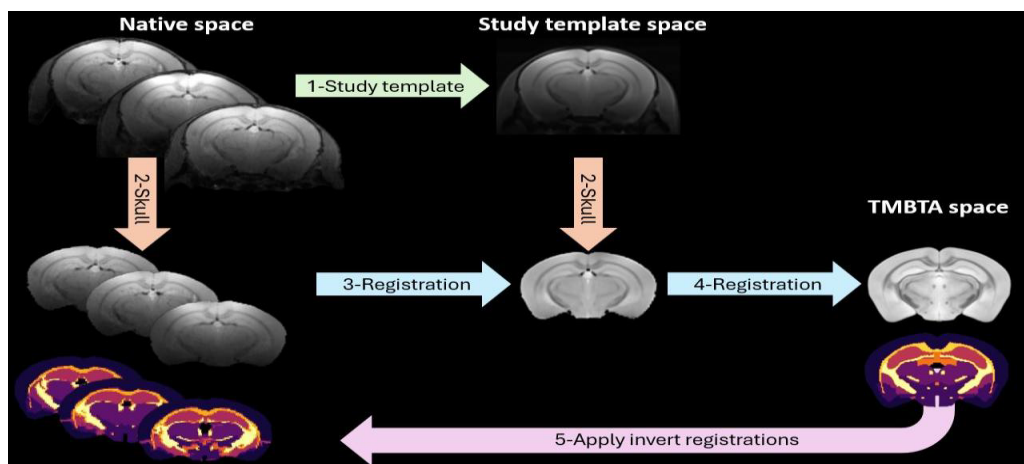 Native space
Study template space
1-Study template
2-Skull
2-Skull
TMBTA space
3-Registration
4-Registration
5-Apply invert registrations